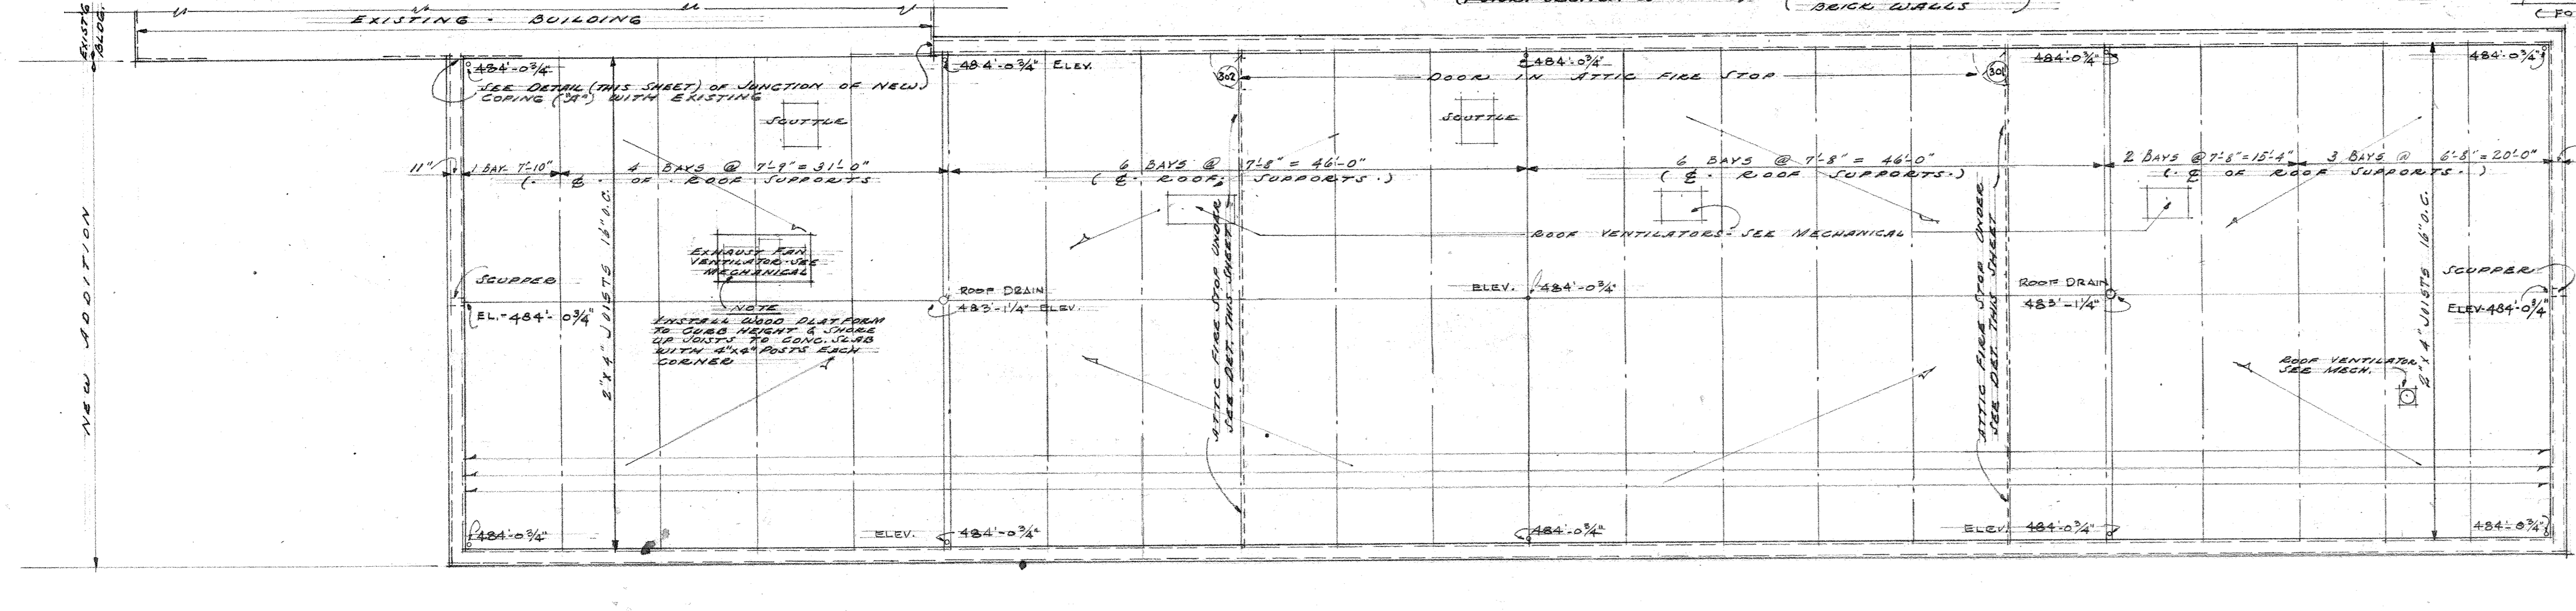 EXIST'G
BLDG.
EXISTING - BUILDING
BRICK WALLS
484'-0¾"
SEE DETAIL (THIS SHEET) OF JUNCTION OF NEW
COPING ("A") WITH EXISTING
SCUTTLE
484'-0¾" ELEV.
302
DOOR IN ATTIC FIRE STOP
484'-0¾"
SCUTTLE
301
484'-0¾"
484'-0¾"
11"
1 BAY 7'-10"
4 BAYS @ 7'-9" = 31'-0"
(. ℄ OF ROOF SUPPORTS
6 BAYS @ 7'-8" = 46'-0"
( ℄. ROOF SUPPORTS.)
6 BAYS @ 7'-8" = 46'-0"
( ℄. ROOF SUPPORTS.)
2 BAYS @ 7'-8" = 15'-4"
3 BAYS @ 6'-8" = 20'-0"
(. ℄ OF ROOF SUPPORTS.)
NEW ADDITION
2"x4" JOISTS 16" O.C.
EXHAUST FAN
VENTILATOR-SEE
MECHANICAL
ATTIC FIRE STOP UNDER
SEE DET. THIS SHEET
ROOF VENTILATORS - SEE MECHANICAL
ATTIC FIRE STOP UNDER
SEE DET. THIS SHEET
2"x4" JOISTS 16" O.C.
SCUPPER
EL.-484'-0¾"
NOTE
INSTALL WOOD PLATFORM
TO CURB HEIGHT & SHORE
UP JOISTS TO CONC. SLAB
WITH 4"x4" POSTS EACH
CORNER
ROOF DRAIN
483'-1¼" ELEV.
ELEV. 484'-0¾"
ROOF DRAIN
483'-1¼"
SCUPPER
ELEV-484'-0¾"
ROOF VENTILATOR
SEE MECH.
484'-0¾"
ELEV. 484'-0¾"
484'-0¾"
ELEV. 484'-0¾"
484'-0¾"